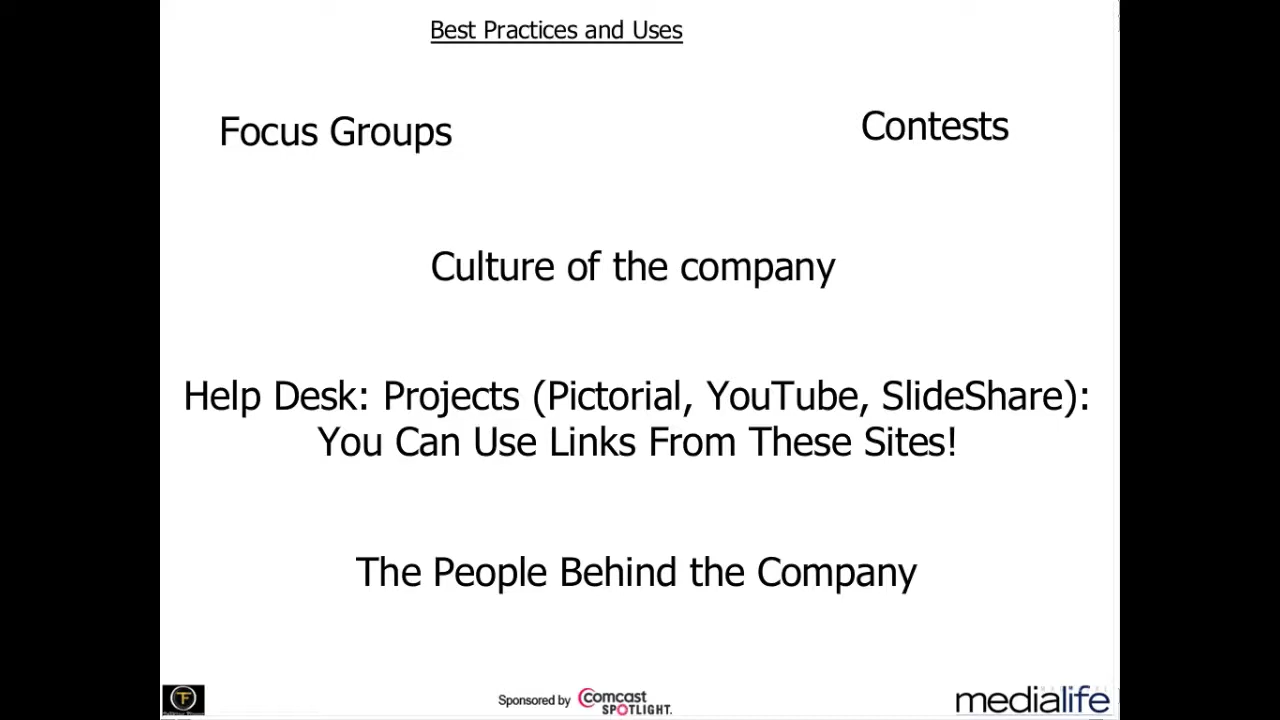 Best Practices and Uses
Focus Groups
Contests
Culture of the company
Help Desk: Projects (Pictorial, YouTube, SlideShare):
You Can Use Links From These Sites!
The People Behind the Company
Sponsored by Comcast SPOTLIGHT.
medialife